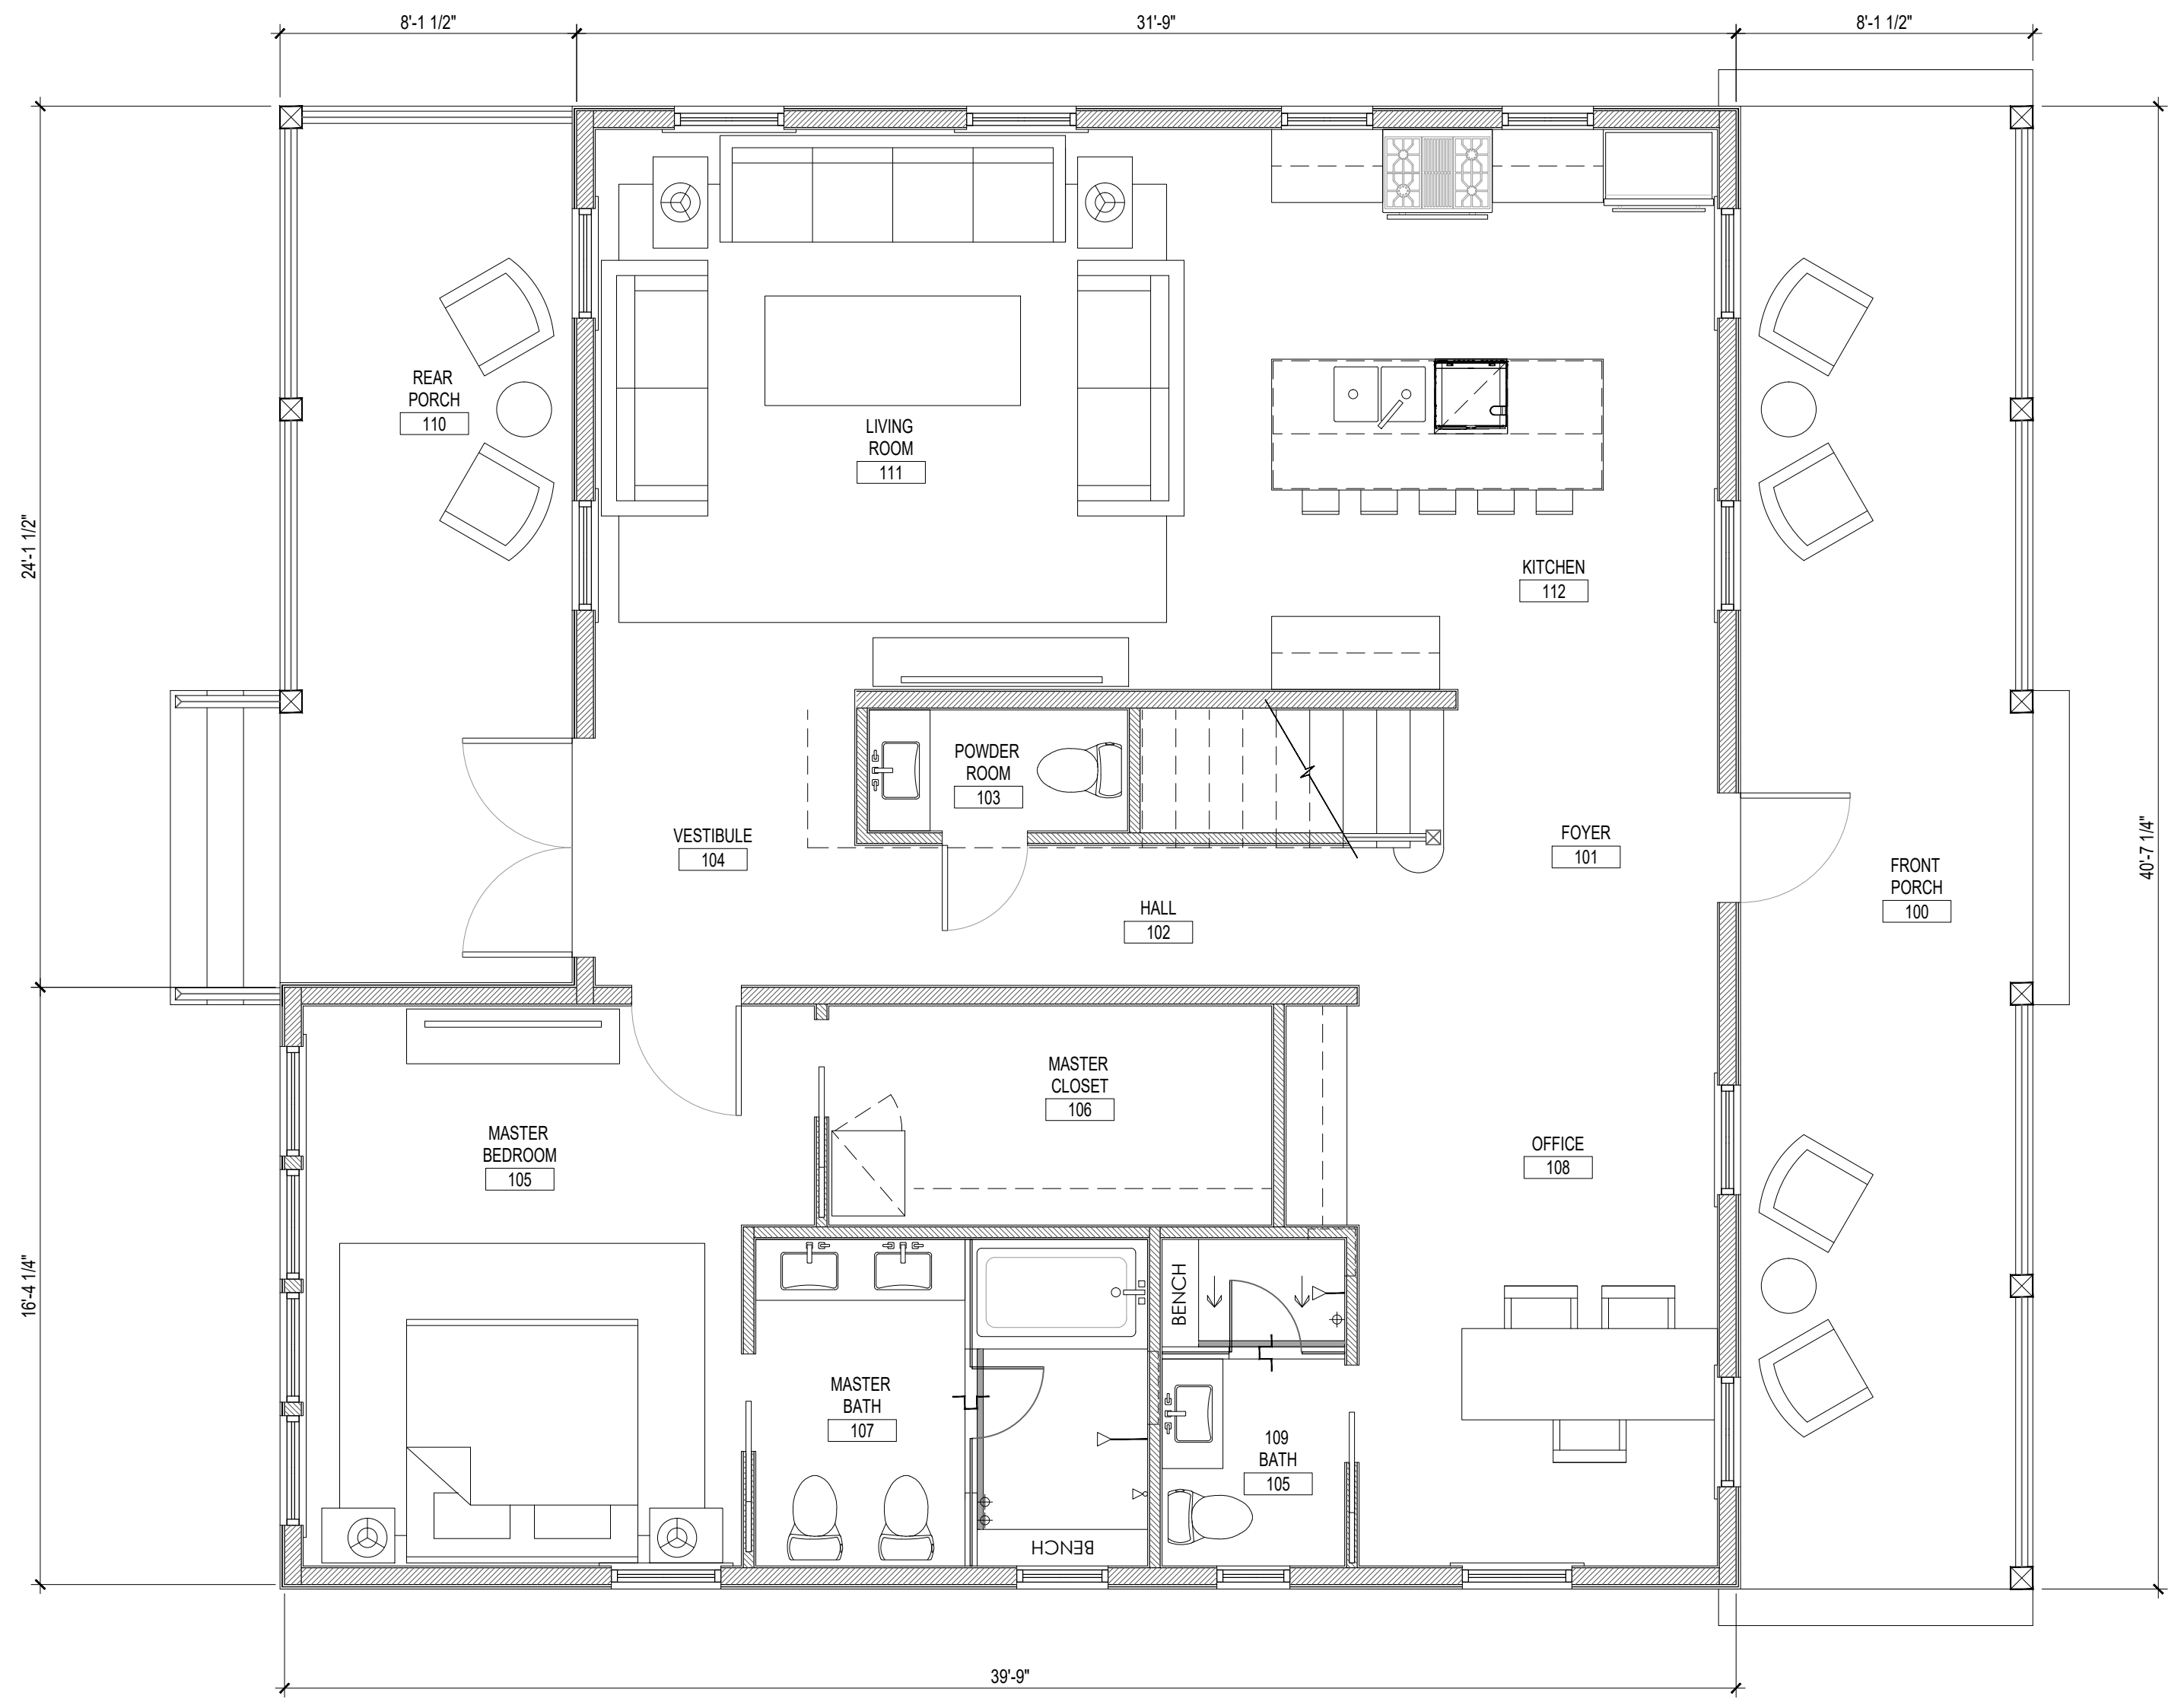 8'-1 1/2"
31'-9"
8'-1 1/2"
REAR
PORCH
110
LIVING
ROOM
111
24'-1 1/2"
KITCHEN
112
POWDER
ROOM
103
VESTIBULE
104
FOYER
101
FRONT
PORCH
100
40'-7 1/4"
HALL
102
MASTER
CLOSET
106
MASTER
BEDROOM
105
OFFICE
108
16'-4 1/4"
BENCH
MASTER
BATH
107
109
BATH
105
BENCH
39'-9"